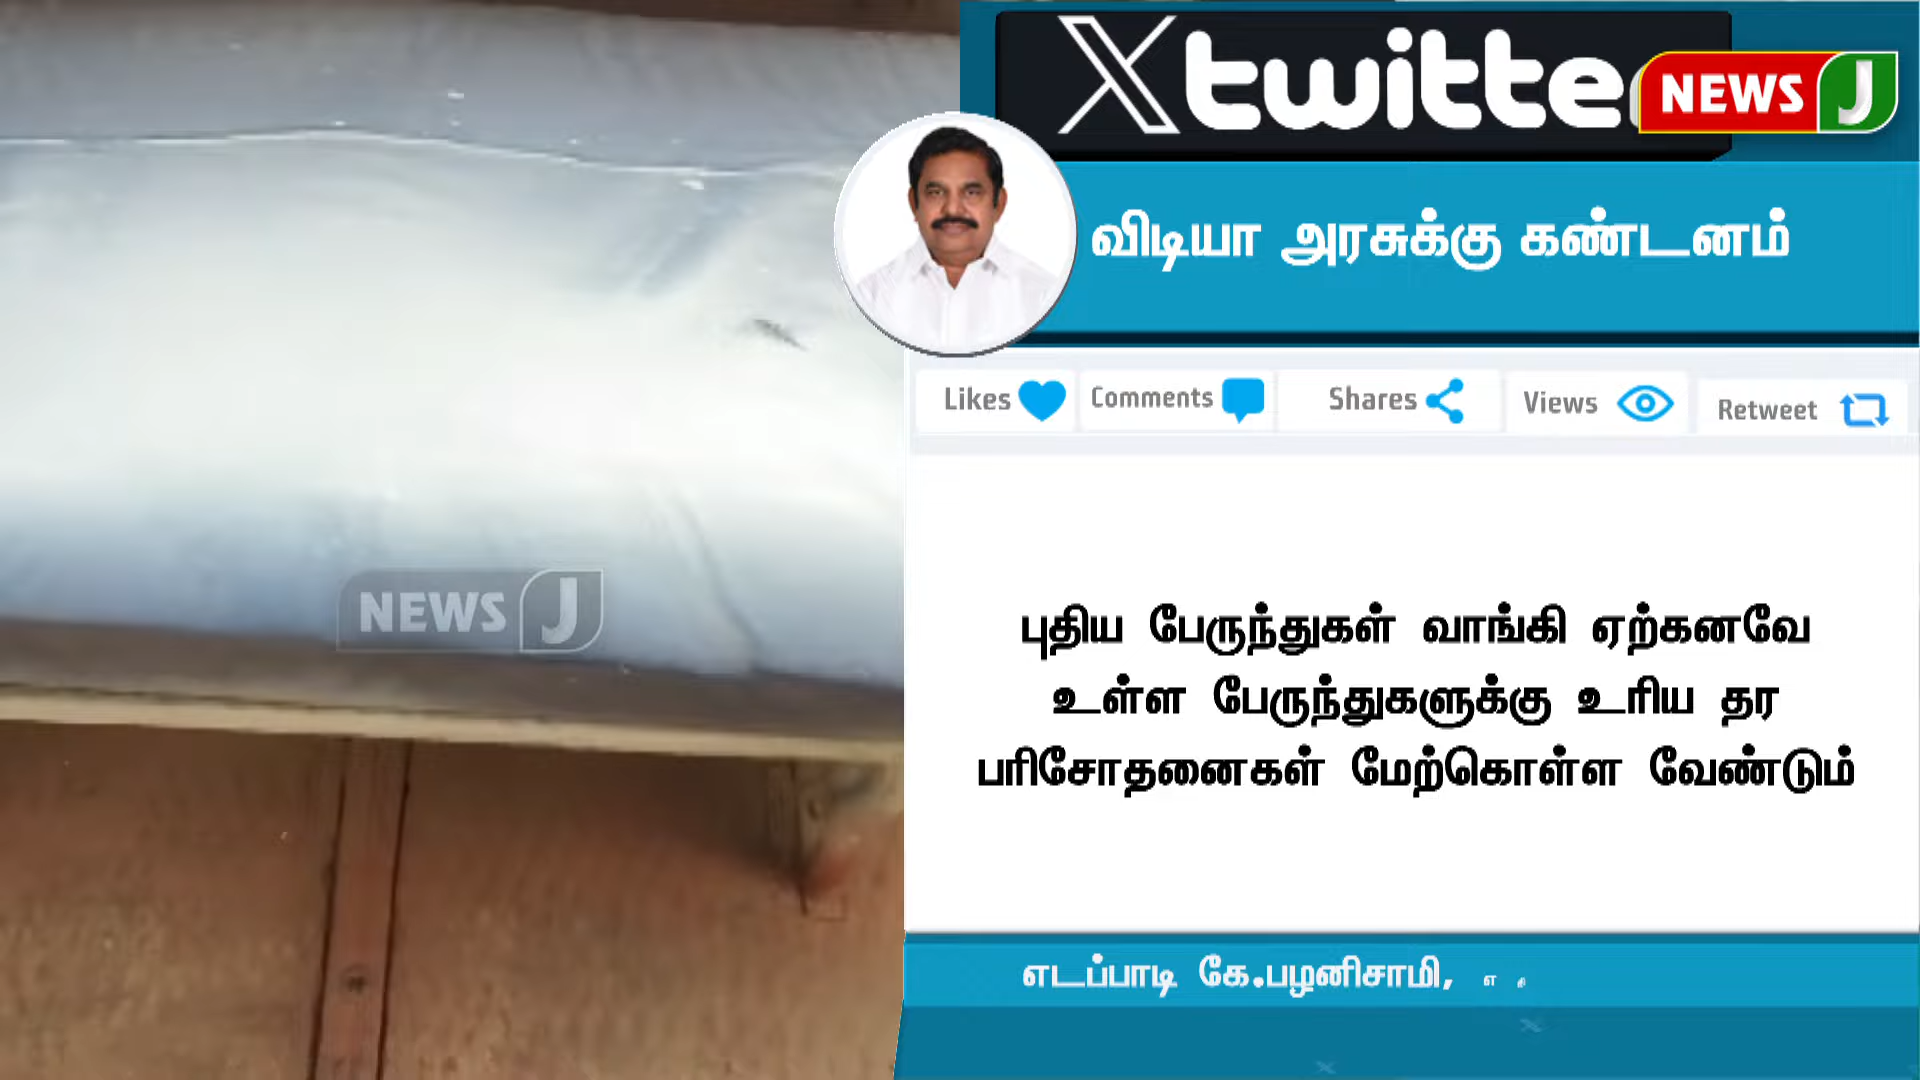 X twitte
NEWS J
விடியா அரசுக்கு கண்டனம்
Likes Comments Shares Views Retweet
புதிய பேருந்துகள் வாங்கி ஏற்கனவே
உள்ள பேருந்துகளுக்கு உரிய தர
பரிசோதனைகள் மேற்கொள்ள வேண்டும்
NEWS J
எடப்பாடி கே.பழனிசாமி, எ